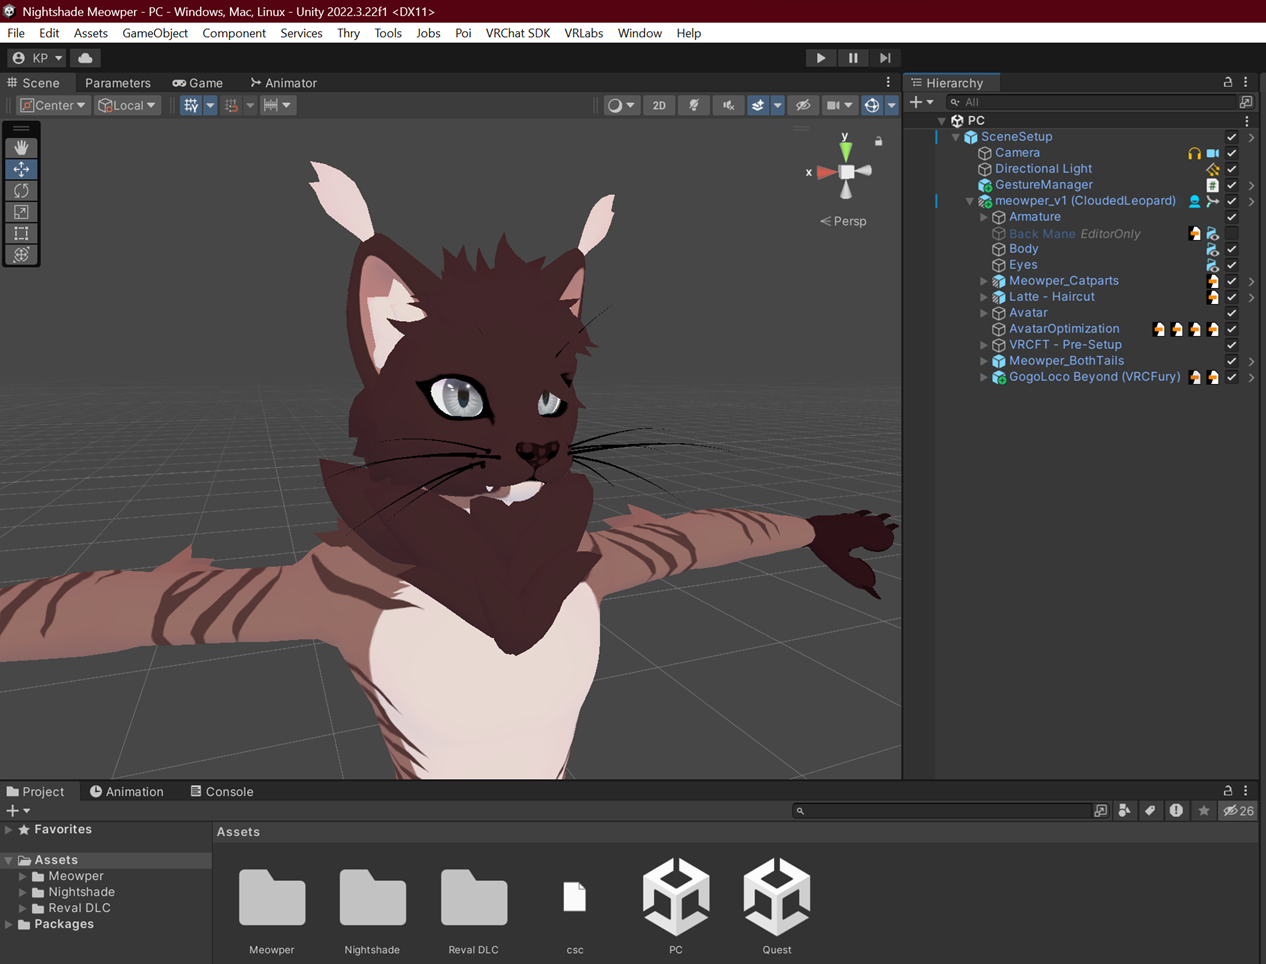 Nightshade Meowper - PC - Windows, Mac, Linux - Unity 2022.3.22f1 <DX11>
File Edit Assets GameObject Component Services Thry Tools Jobs Poi VRChat SDK VRLabs Window Help
KP
Scene Parameters Game Animator
Center Local 2D
y
x
Persp
Hierarchy
All
PC
SceneSetup
Camera
Directional Light
GestureManager
meowper_v1 (CloudedLeopard)
Armature
Back Mane EditorOnly
Body
Eyes
Meowper_Catparts
Latte - Haircut
Avatar
AvatarOptimization
VRCFT - Pre-Setup
Meowper_BothTails
GogoLoco Beyond (VRCFury)
Project Animation Console
26
Favorites
Assets
Meowper
Nightshade
Reval DLC
Packages
Assets
Meowper Nightshade Reval DLC csc PC Quest